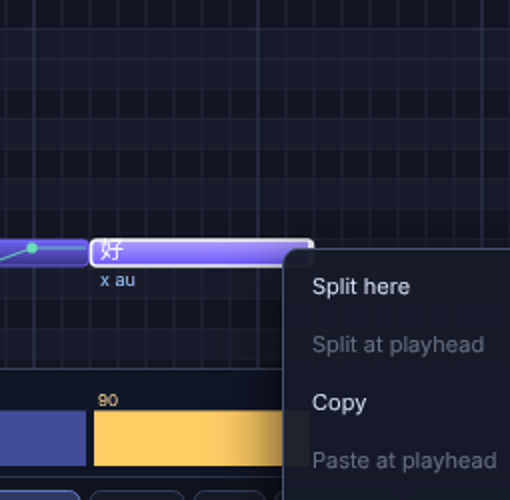 好
x au
Split here
Split at playhead
90
Copy
Paste at playhead